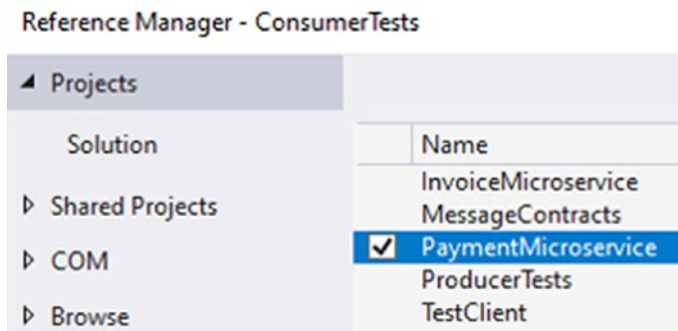 Reference Manager - ConsumerTests
Projects
Solution
Shared Projects
COM
Browse
Name
InvoiceMicroservice
MessageContracts
PaymentMicroservice
ProducerTests
TestClient